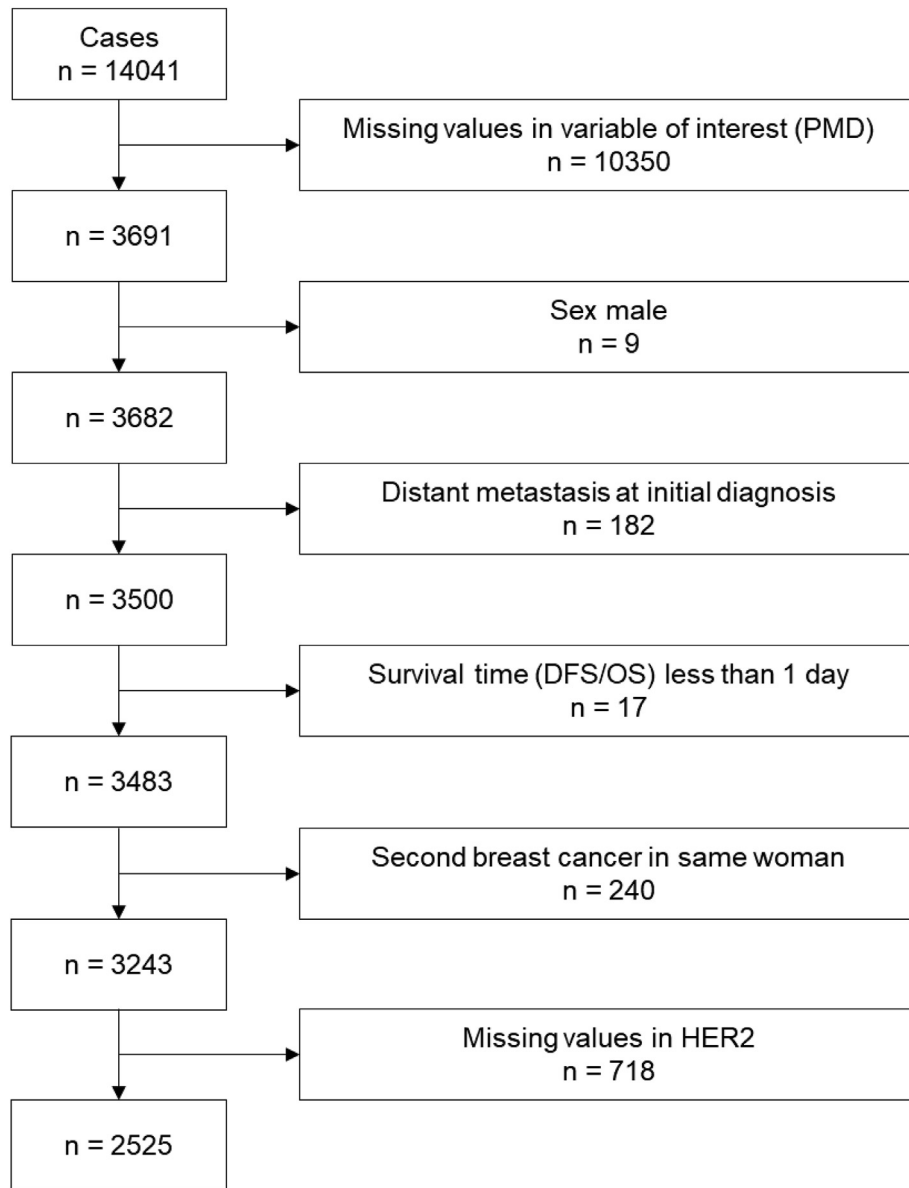 Cases
n = 14041
Missing values in variable of interest (PMD)
n = 10350
n = 3691
Sex male
n = 9
n = 3682
Distant metastasis at initial diagnosis
n = 182
n = 3500
Survival time (DFS/OS) less than 1 day
n = 17
n = 3483
Second breast cancer in same woman
n = 240
n = 3243
Missing values in HER2
n = 718
n = 2525